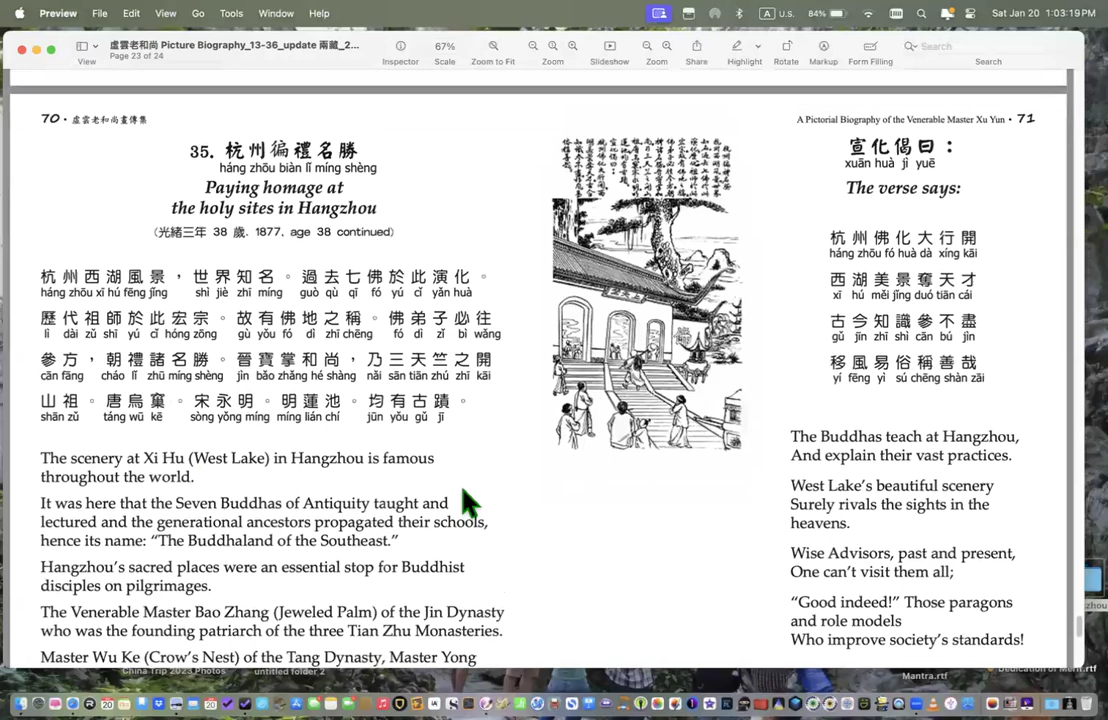 Preview File Edit View Go Tools Window Help
A U.S. 84% Sat Jan 20 1:03:19 PM
虛雲老和尚 Picture Biography_13-36_update 兩藏_2...
Page 23 of 24
View
Inspector
67%
Scale
Zoom to Fit
Zoom
Slideshow
Zoom
Share
Highlight
Rotate
Markup
Form Filling
Search
Search
70 • 虛雲老和尚畫傳集
35. 杭州徧禮名勝
háng zhōu biàn lǐ míng shèng
Paying homage at
the holy sites in Hangzhou
(光緒三年 38 歲. 1877, age 38 continued)
杭州西湖風景，世界知名。過去七佛於此演化。
háng zhōu xī hú fēng jǐng shì jiè zhī míng guò qù qī fó yú cǐ yǎn huà
歷代祖師於此宏宗。故有佛地之稱。佛弟子必往
lì dài zǔ shī yú cǐ hóng zōng gù yǒu fó dì zhī chēng fó dì zǐ bì wǎng
參方，朝禮諸名勝。晉寶掌和尚，乃三天竺之開
cān fāng cháo lǐ zhū míng shèng jìn bǎo zhǎng hé shàng nǎi sān tiān zhú zhī kāi
山祖。唐烏窠。宋永明。明蓮池。均有古蹟。
shān zǔ táng wū kē sòng yǒng míng míng lián chí jūn yǒu gǔ jī
The scenery at Xi Hu (West Lake) in Hangzhou is famous
throughout the world.
It was here that the Seven Buddhas of Antiquity taught and
lectured and the generational ancestors propagated their schools,
hence its name: “The Buddhaland of the Southeast.”
Hangzhou’s sacred places were an essential stop for Buddhist
disciples on pilgrimages.
The Venerable Master Bao Zhang (Jeweled Palm) of the Jin Dynasty
who was the founding patriarch of the three Tian Zhu Monasteries.
Master Wu Ke (Crow’s Nest) of the Tang Dynasty, Master Yong
A Pictorial Biography of the Venerable Master Xu Yun • 71
宣化偈曰：
xuān huà jì yuē
The verse says:
杭州佛化大行開
háng zhōu fó huà dà xíng kāi
西湖美景奪天才
xī hú měi jǐng duó tiān cái
古今知識參不盡
gǔ jīn zhī shì cān bú jìn
移風易俗稱善哉
yí fēng yì sú chēng shàn zāi
The Buddhas teach at Hangzhou,
And explain their vast practices.
West Lake’s beautiful scenery
Surely rivals the sights in the
heavens.
Wise Advisors, past and present,
One can’t visit them all;
“Good indeed!” Those paragons
and role models
Who improve society’s standards!
zhou
China Trip 2023 Photos
untitled folder 2
Dedication of Merit.rtf
Mantra.rtf